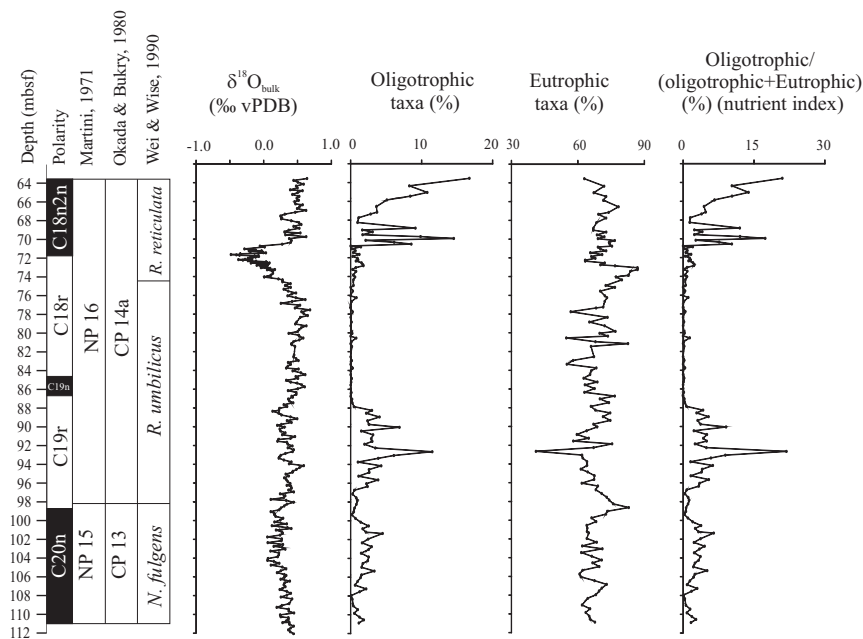 Depth (mbsf)
Polarity
Martini, 1971
Okada & Bukry, 1980
Wei & Wise, 1990
δ18Obulk
(‰ vPDB)
Oligotrophic
taxa (%)
Eutrophic
taxa (%)
Oligotrophic/
(oligotrophic+Eutrophic)
(%) (nutrient index)
-1.0 0.0 1.0
0 10 20
30 60 90
0 15 30
64
66
68
70
72
74
76
78
80
82
84
86
88
90
92
94
96
98
100
102
104
106
108
110
112
C18n2n
C18r
C19n
C19r
C20n
NP 16
NP 15
CP 14a
CP 13
R. reticulata
R. umbilicus
N. fulgens